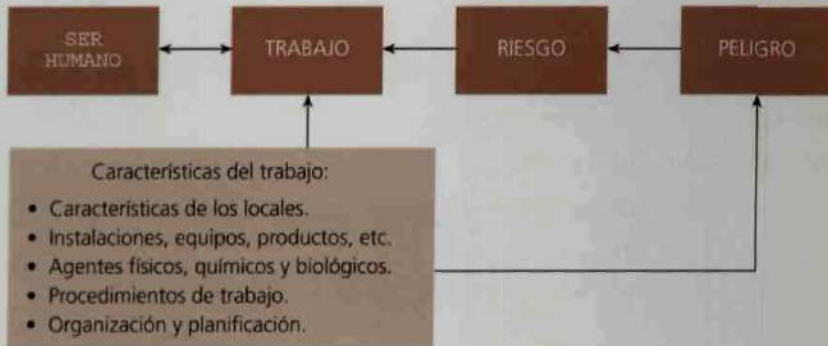 SER
HUMANO
TRABAJO
RIESGO
PELIGRO
Características del trabajo:
• Características de los locales.
• Instalaciones, equipos, productos, etc.
• Agentes físicos, químicos y biológicos.
• Procedimientos de trabajo.
• Organización y planificación.